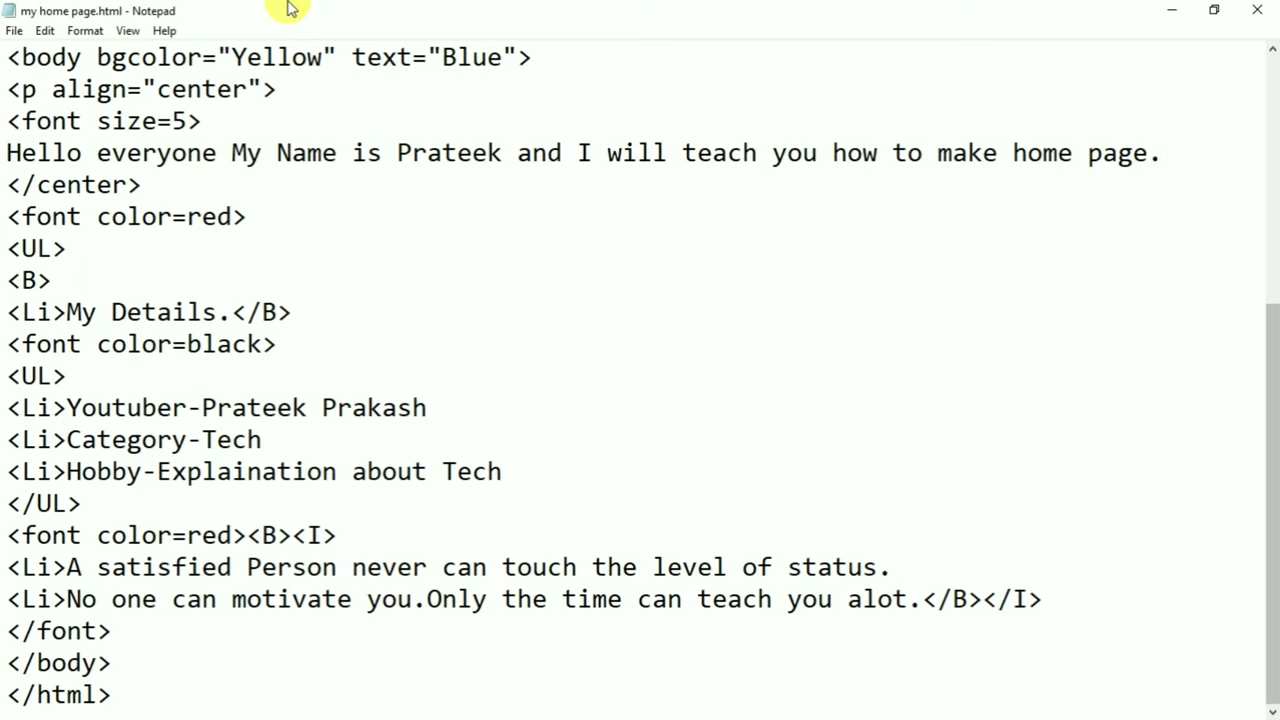 my home page.html - Notepad
File Edit Format View Help
<body bgcolor="Yellow" text="Blue">
<p align="center">
<font size=5>
Hello everyone My Name is Prateek and I will teach you how to make home page.
</center>
<font color=red>
<UL>
<B>
<Li>My Details.</B>
<font color=black>
<UL>
<Li>Youtuber-Prateek Prakash
<Li>Category-Tech
<Li>Hobby-Explaination about Tech
</UL>
<font color=red><B><I>
<Li>A satisfied Person never can touch the level of status.
<Li>No one can motivate you.Only the time can teach you alot.</B></I>
</font>
</body>
</html>